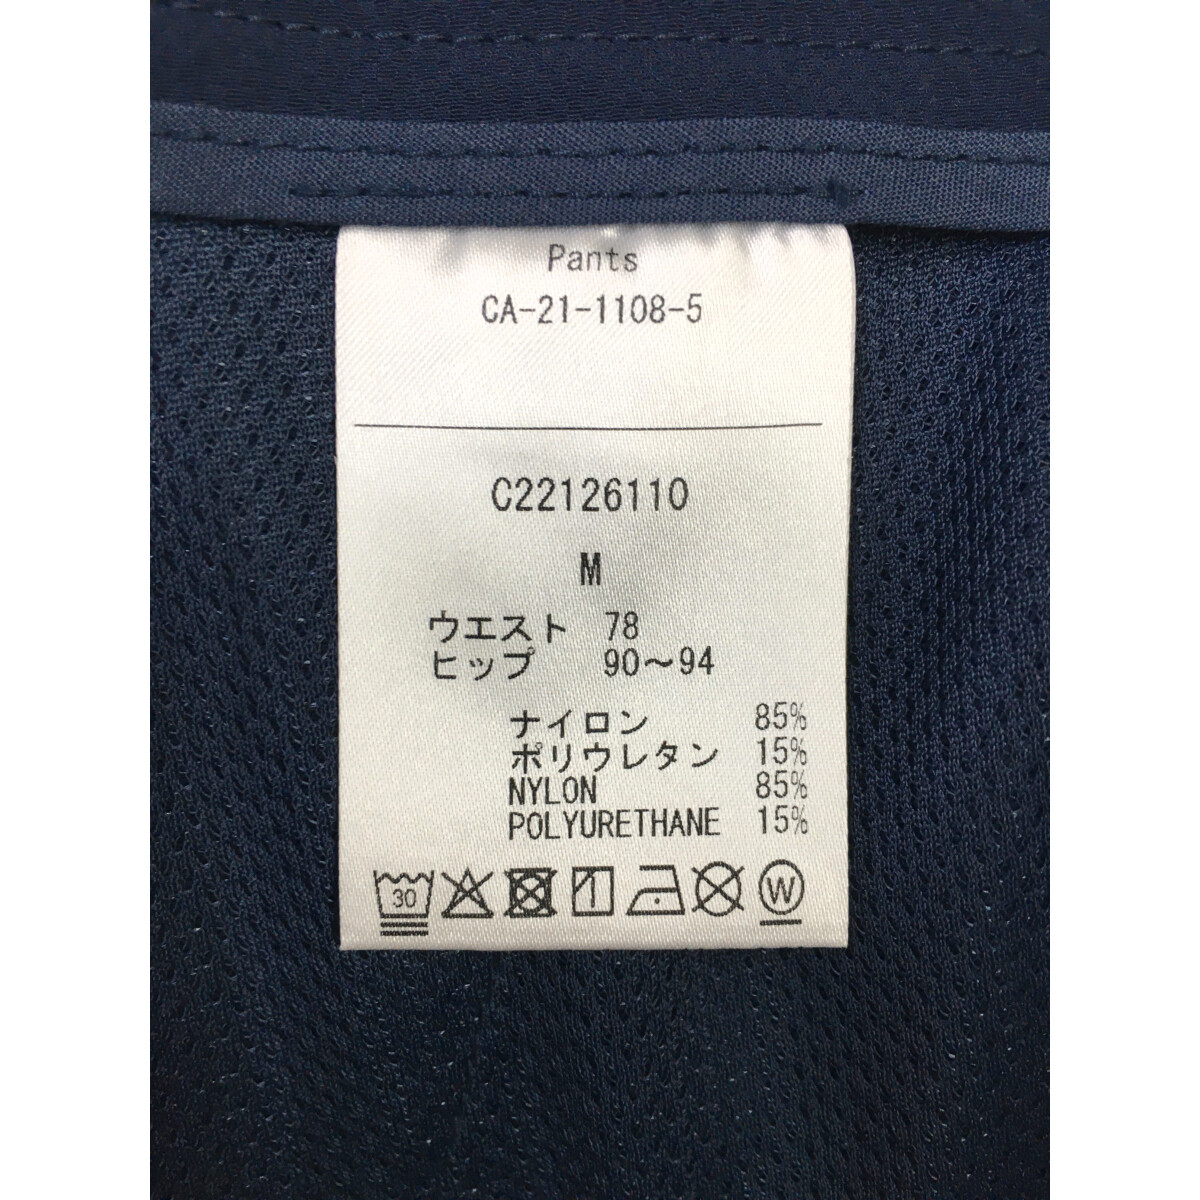 Pants
CA-21-1108-5
C22126110
M
ウエスト 78
ヒップ 90～94
ナイロン 85%
ポリウレタン 15%
NYLON 85%
POLYURETHANE 15%
30 W